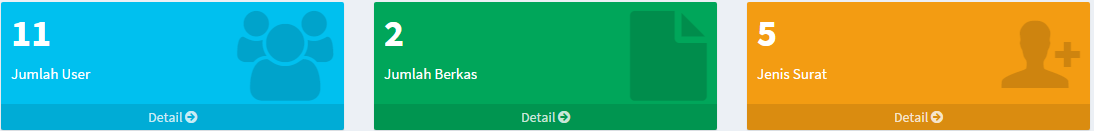 11
Jumlah User
Detail
2
Jumlah Berkas
Detail
5
Jenis Surat
Detail